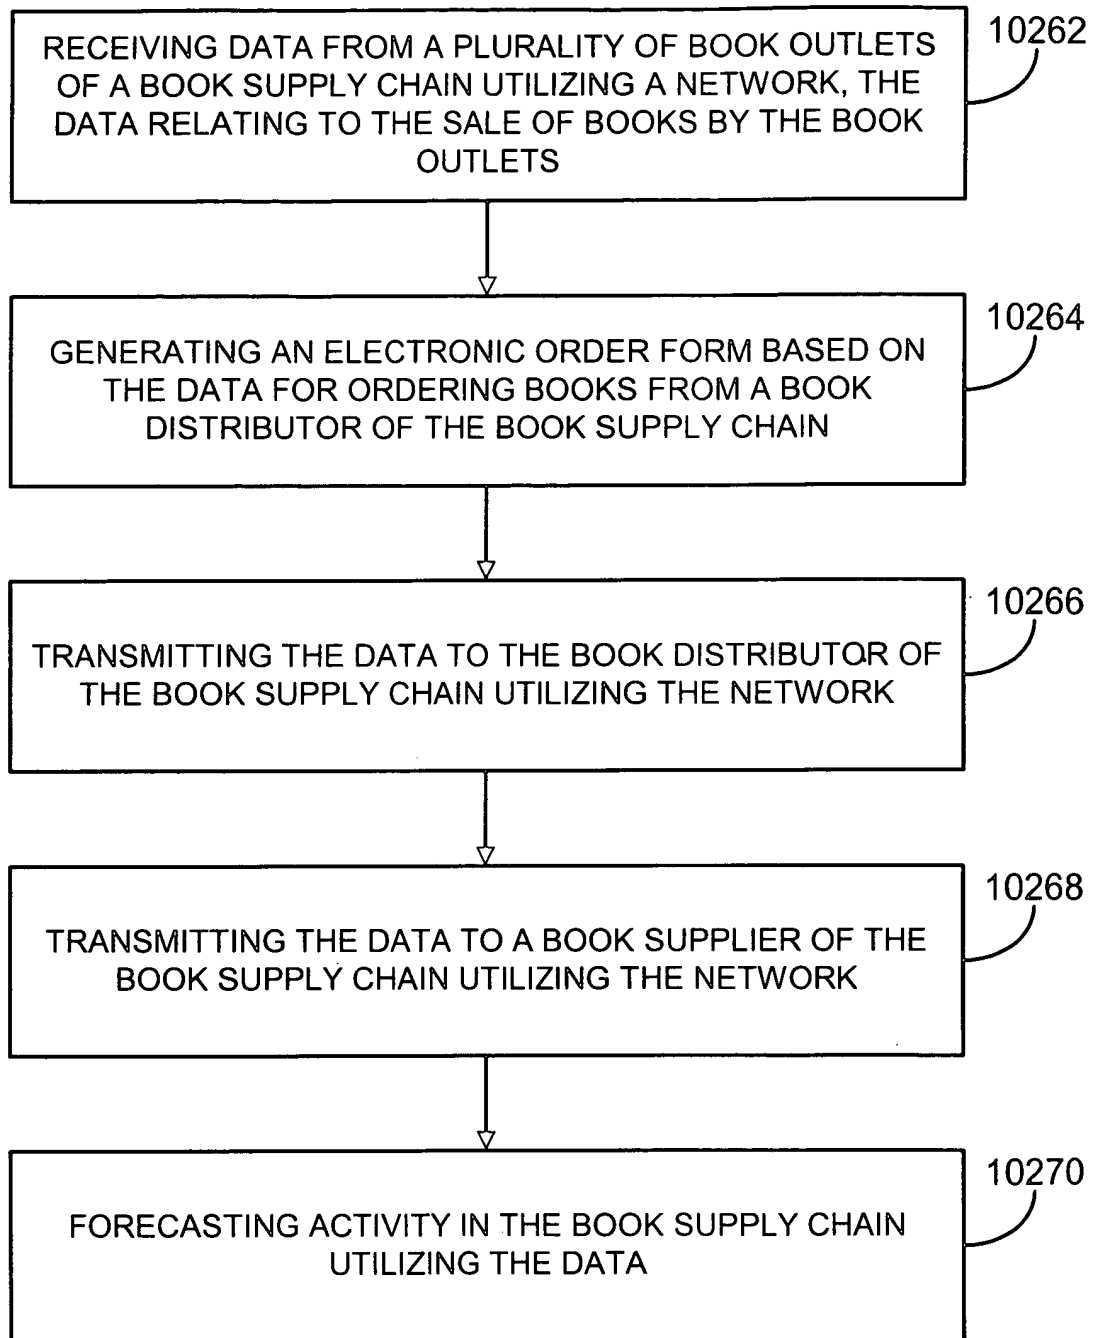 RECEIVING DATA FROM A PLURALITY OF BOOK OUTLETS
OF A BOOK SUPPLY CHAIN UTILIZING A NETWORK, THE
DATA RELATING TO THE SALE OF BOOKS BY THE BOOK
OUTLETS
10262
GENERATING AN ELECTRONIC ORDER FORM BASED ON
THE DATA FOR ORDERING BOOKS FROM A BOOK
DISTRIBUTOR OF THE BOOK SUPPLY CHAIN
10264
TRANSMITTING THE DATA TO THE BOOK DISTRIBUTOR OF
THE BOOK SUPPLY CHAIN UTILIZING THE NETWORK
10266
TRANSMITTING THE DATA TO A BOOK SUPPLIER OF THE
BOOK SUPPLY CHAIN UTILIZING THE NETWORK
10268
FORECASTING ACTIVITY IN THE BOOK SUPPLY CHAIN
UTILIZING THE DATA
10270